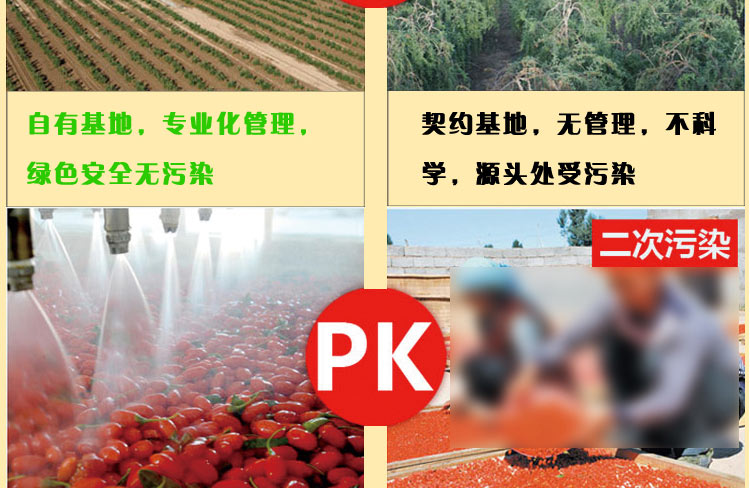 自有基地，专业化管理，
绿色安全无污染
契约基地，无管理，不科
学，源头处受污染
二次污染
PK